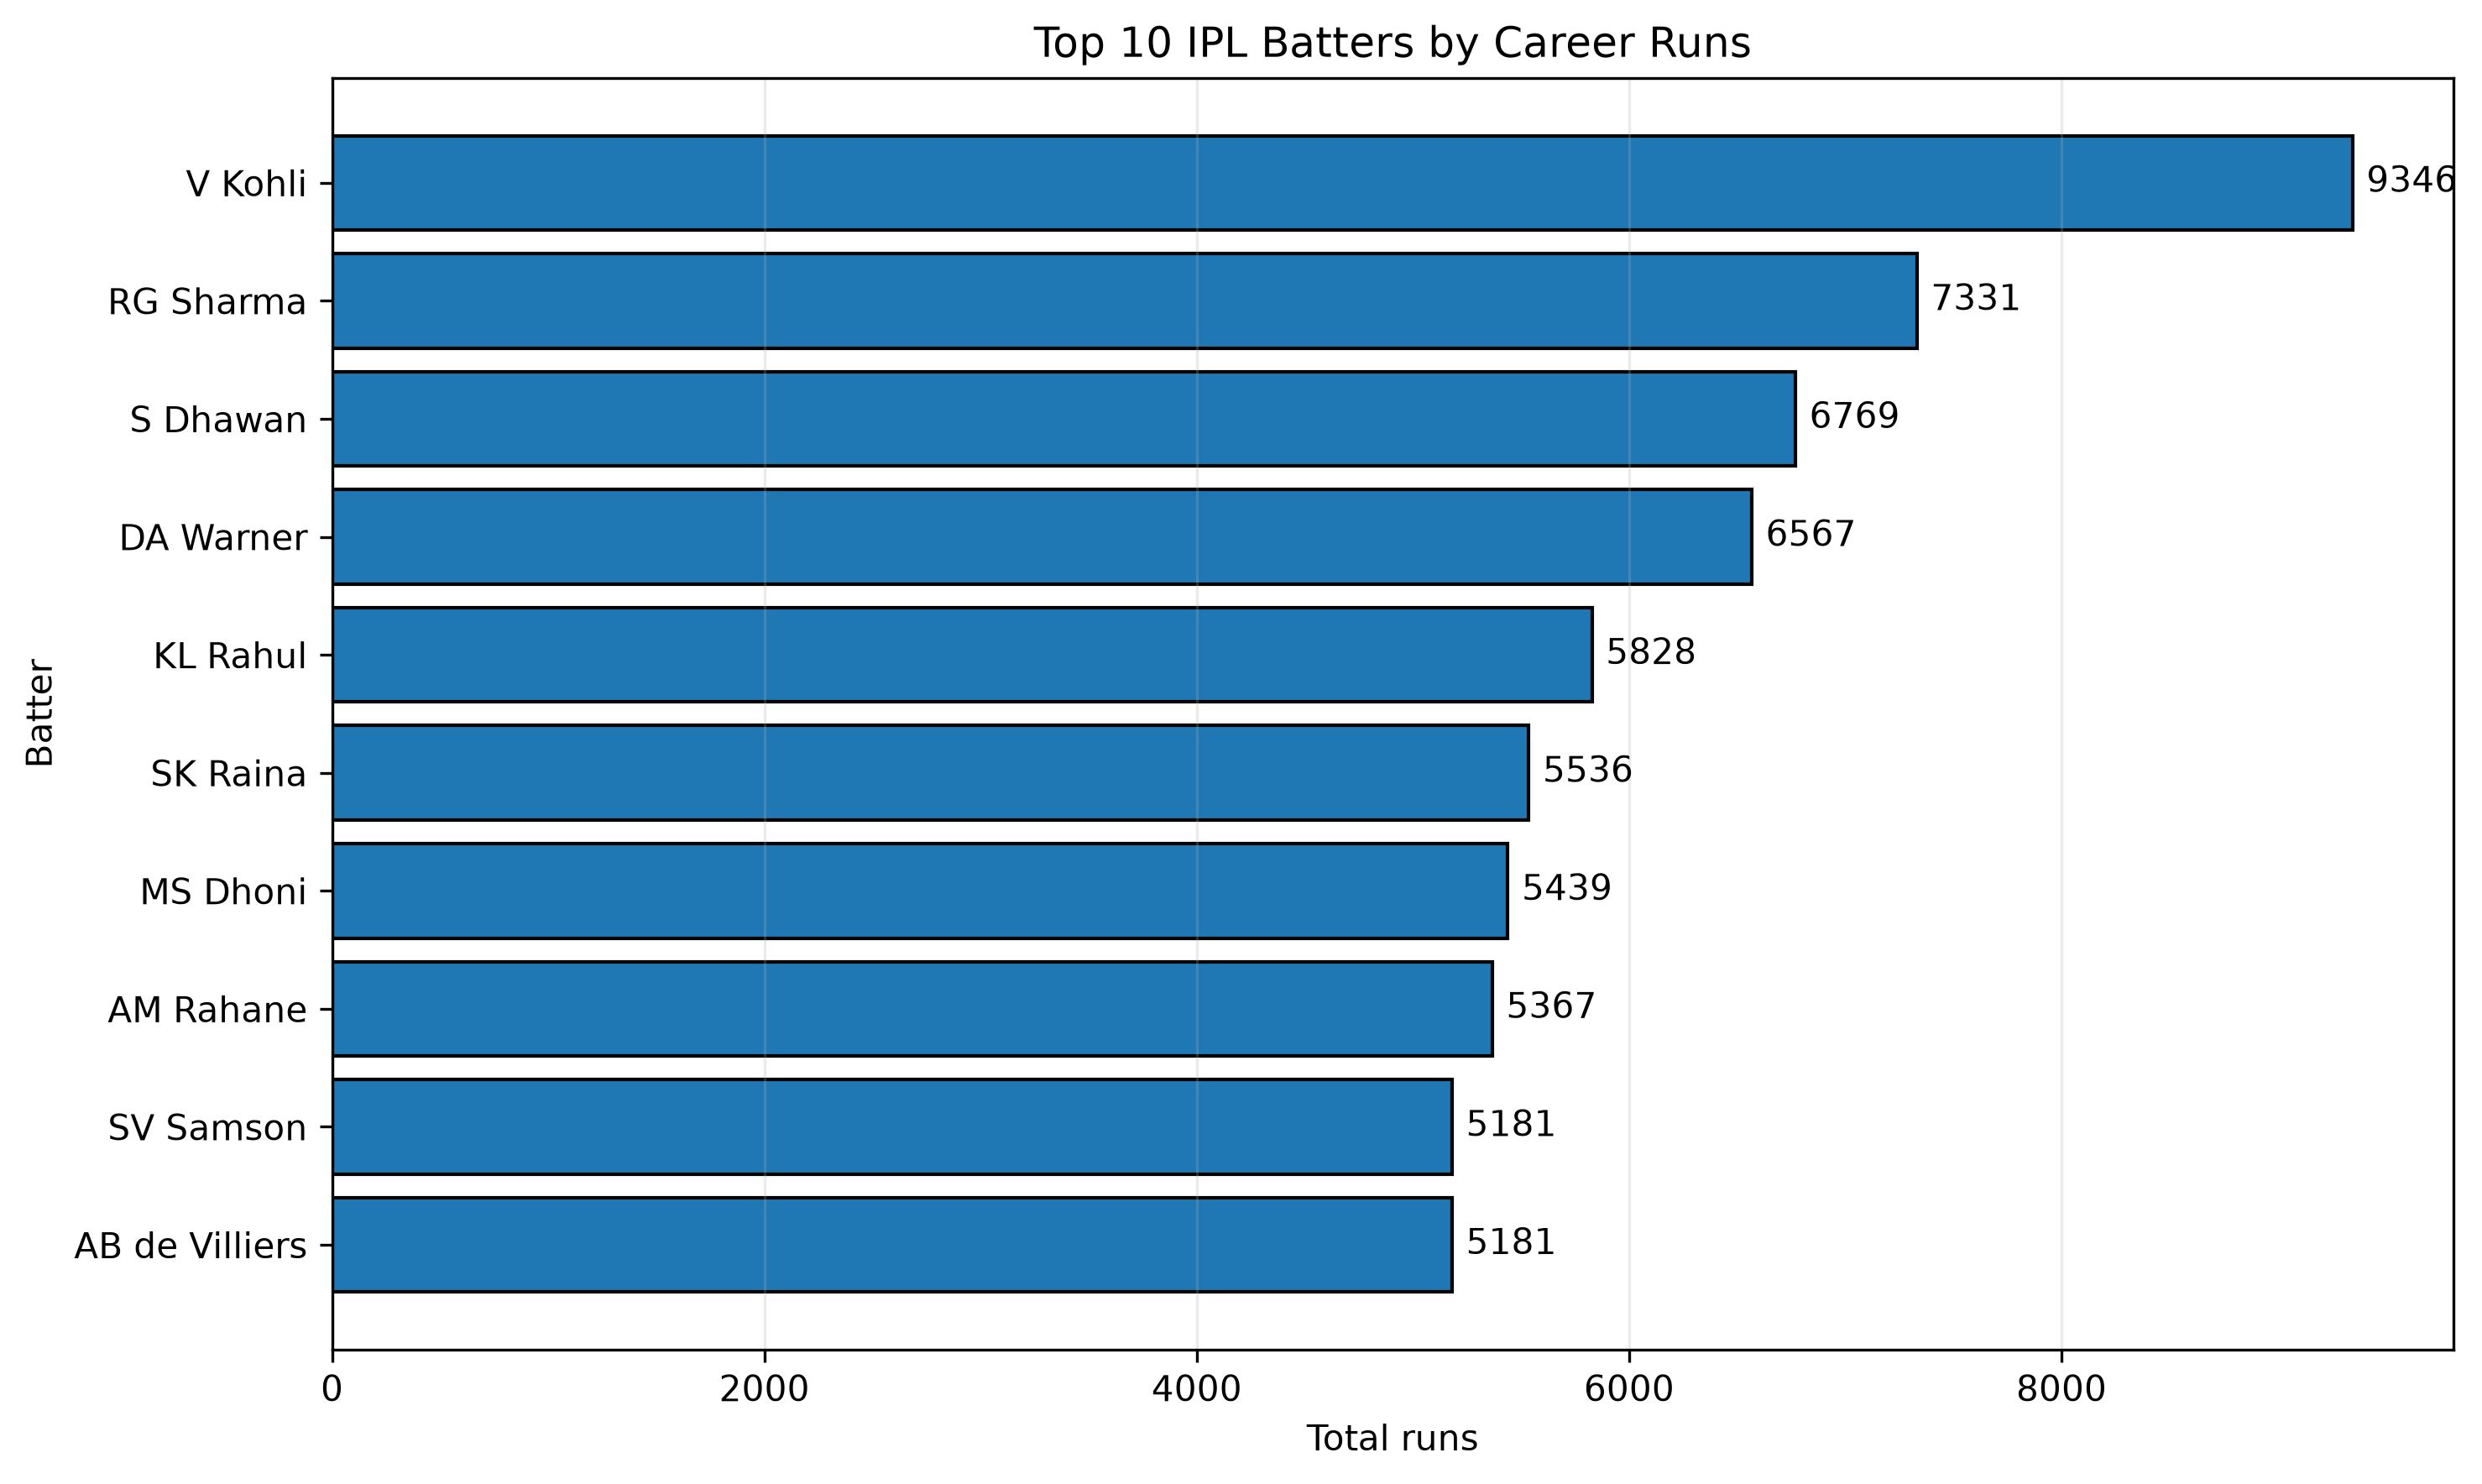 Top 10 IPL Batters by Career Runs
V Kohli 9346
RG Sharma 7331
S Dhawan 6769
DA Warner 6567
KL Rahul 5828
SK Raina 5536
MS Dhoni 5439
AM Rahane 5367
SV Samson 5181
AB de Villiers 5181
Batter
0 2000 4000 6000 8000
Total runs